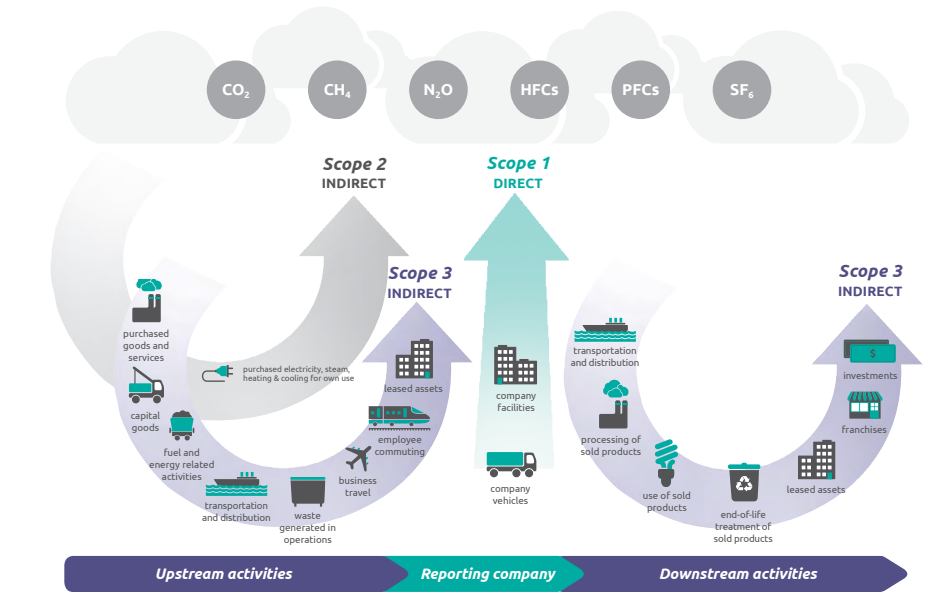 CO₂
CH₄
N₂O
HFCs
PFCs
SF₆
Scope 2
INDIRECT
Scope 1
DIRECT
Scope 3
INDIRECT
Scope 3
INDIRECT
purchased
goods and
services
capital
goods
fuel and
energy related
activities
purchased electricity, steam,
heating & cooling for own use
transportation
and distribution
waste
generated in
operations
business
travel
employee
commuting
leased assets
company
facilities
company
vehicles
transportation
and distribution
processing of
sold products
use of sold
products
end-of-life
treatment of
sold products
leased assets
franchises
$
investments
Upstream activities
Reporting company
Downstream activities